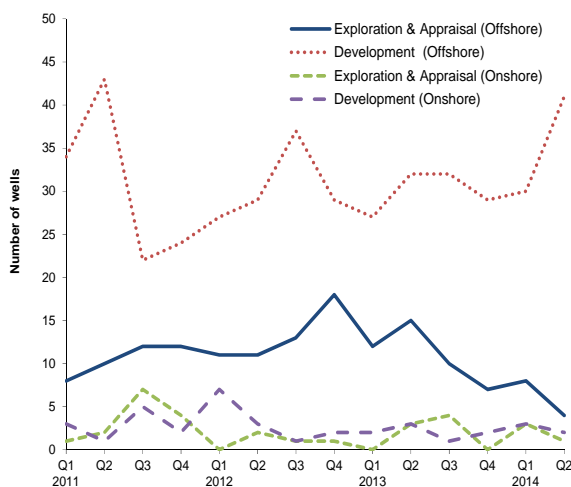 50
45
40
35
30
25
20
15
10
5
0
Number of wells
Exploration & Appraisal (Offshore)
Development (Offshore)
Exploration & Appraisal (Onshore)
Development (Onshore)
Q1 Q2 Q3 Q4 Q1 Q2 Q3 Q4 Q1 Q2 Q3 Q4 Q1 Q2
2011 2012 2013 2014